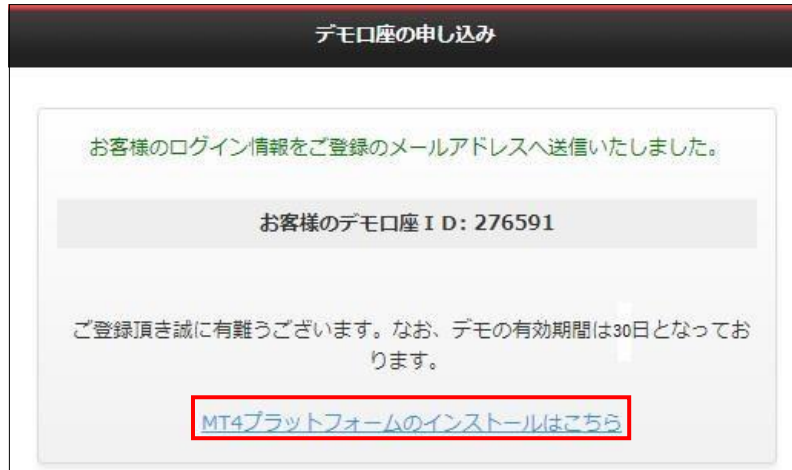 デモ口座の申し込み
お客様のログイン情報をご登録のメールアドレスへ送信いたしました。
お客様のデモ口座ＩＤ: 276591
ご登録頂き誠に有難うございます。なお、デモの有効期間は30日となってお
ります。
MT4プラットフォームのインストールはこちら